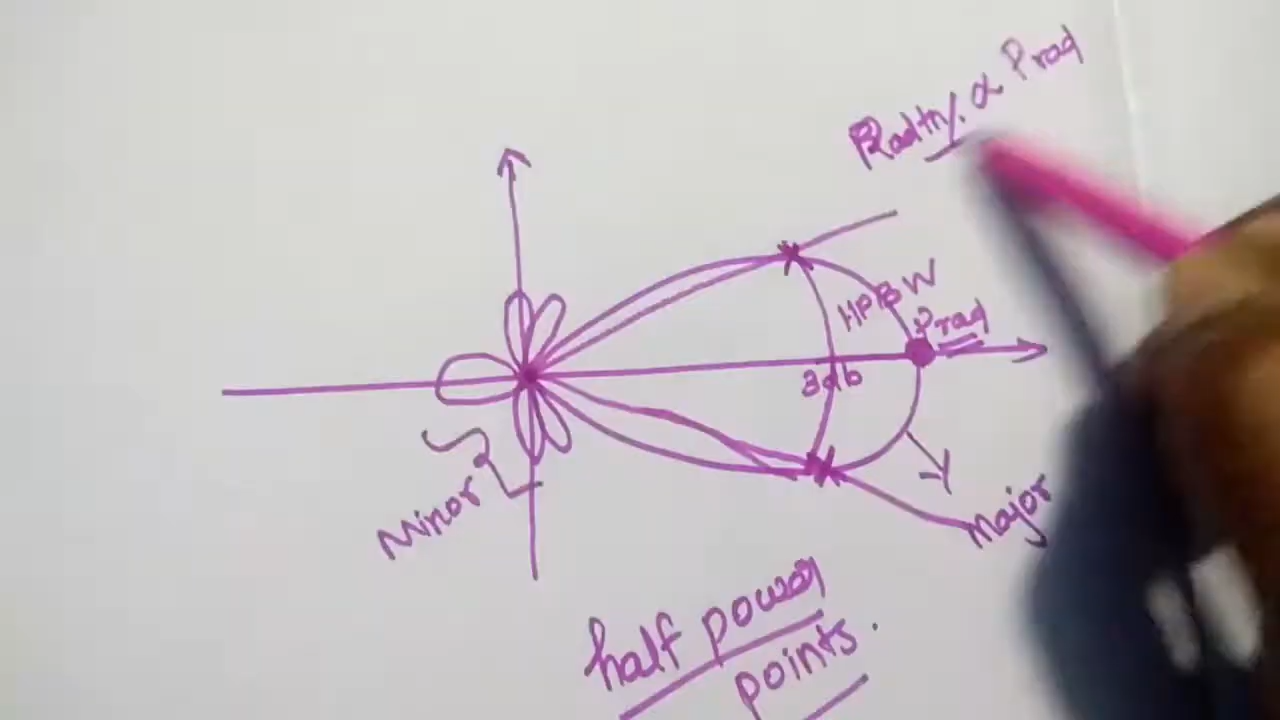 Radtn/. α Prad
HPBW
Prad
3db
Minor
Major
half power
points.